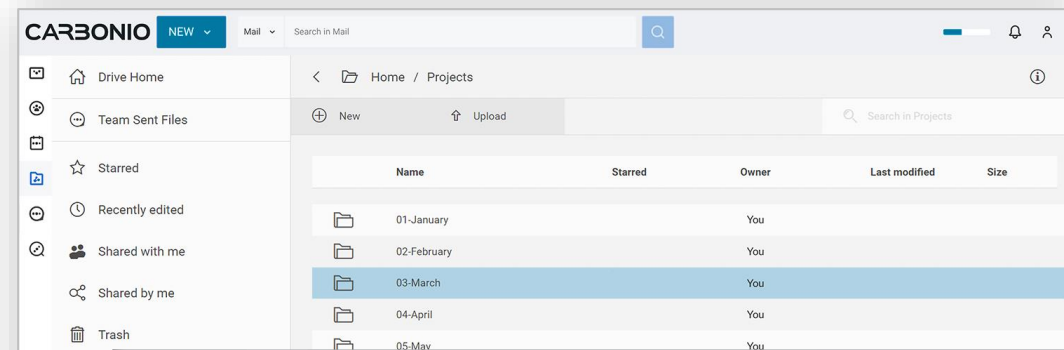 CARBONIO NEW Mail Search in Mail
Drive Home
Home / Projects
Team Sent Files
New Upload Search in Projects
Starred
Recently edited
Shared with me
Shared by me
Trash
Name Starred Owner Last modified Size
01-January You
02-February You
03-March You
04-April You
05-May You